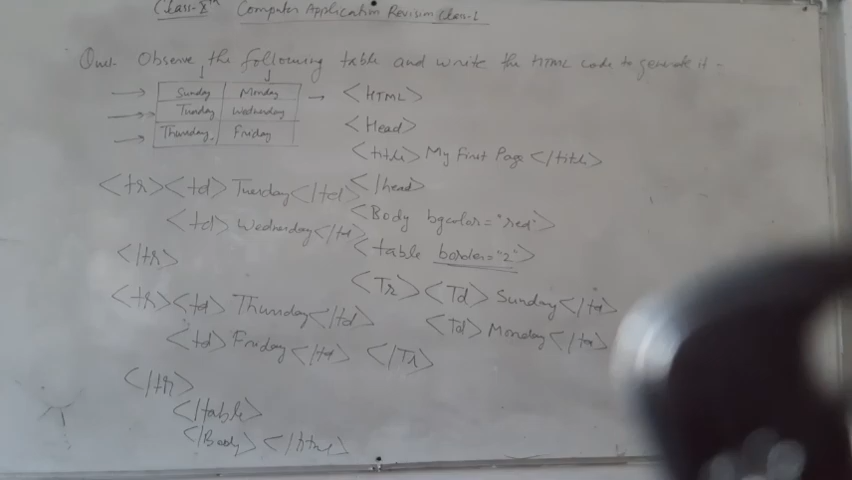 Class-Xth Computer Application Revision Class-1
Ques. Observe the following table and write the HTML code to generate it -
Sunday Monday
Tuesday Wednesday
Thursday Friday
<HTML>
<Head>
<title> My First Page </title>
</head>
<Body bgcolor="red">
<table border="2">
<Tr> <Td> Sunday </td>
<Td> Monday </td>
</Tr>
<tr> <td> Tuesday </td>
<td> Wednesday </td>
</tr>
<tr> <td> Thursday </td>
<td> Friday </td>
</tr>
</table>
</Body> </html>